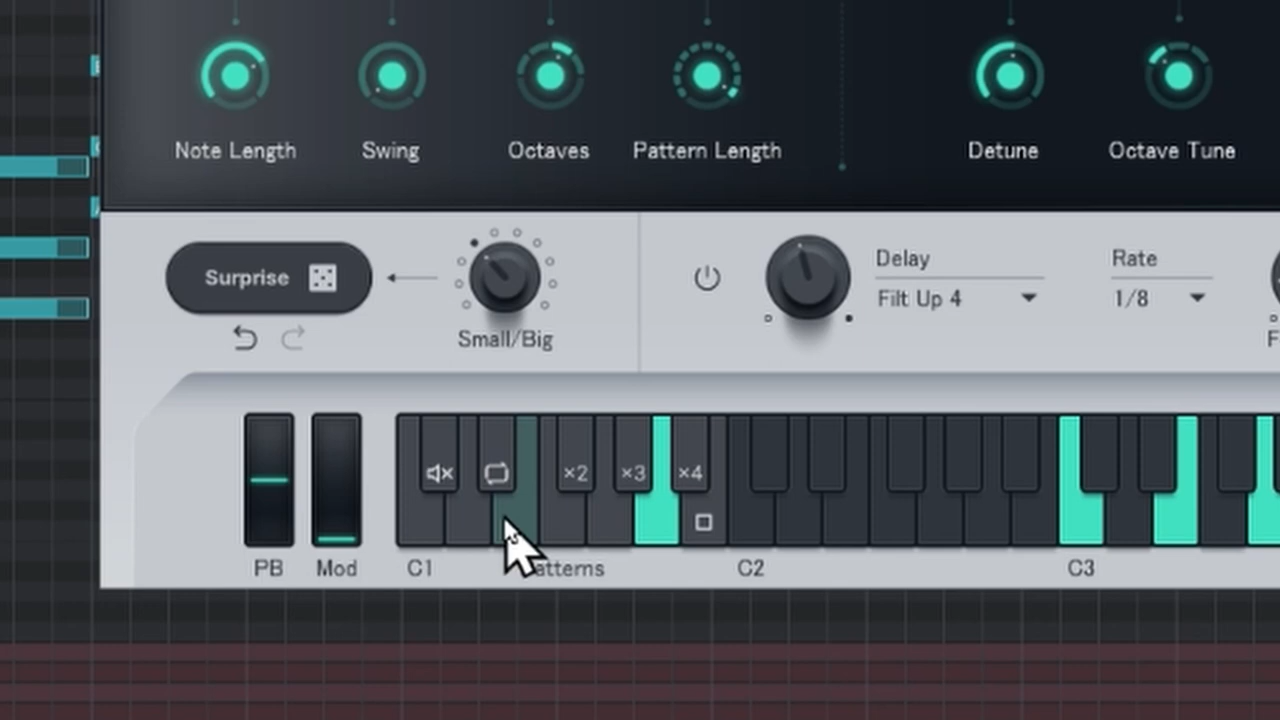 Note Length
Swing
Octaves
Pattern Length
Detune
Octave Tune
Surprise
Small/Big
Delay
Filt Up 4
Rate
1/8
F
×2
×3
×4
PB
Mod
C1
atterns
C2
C3